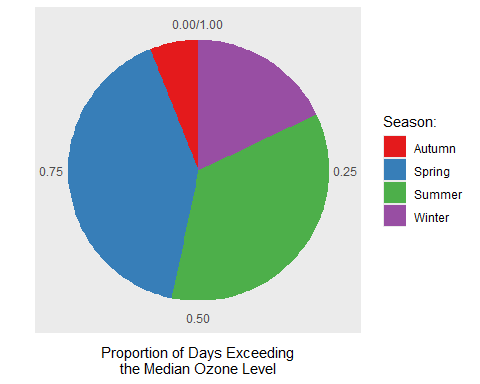 0.00/1.00
0.75
0.25
0.50
Proportion of Days Exceeding
the Median Ozone Level
Season:
Autumn
Spring
Summer
Winter